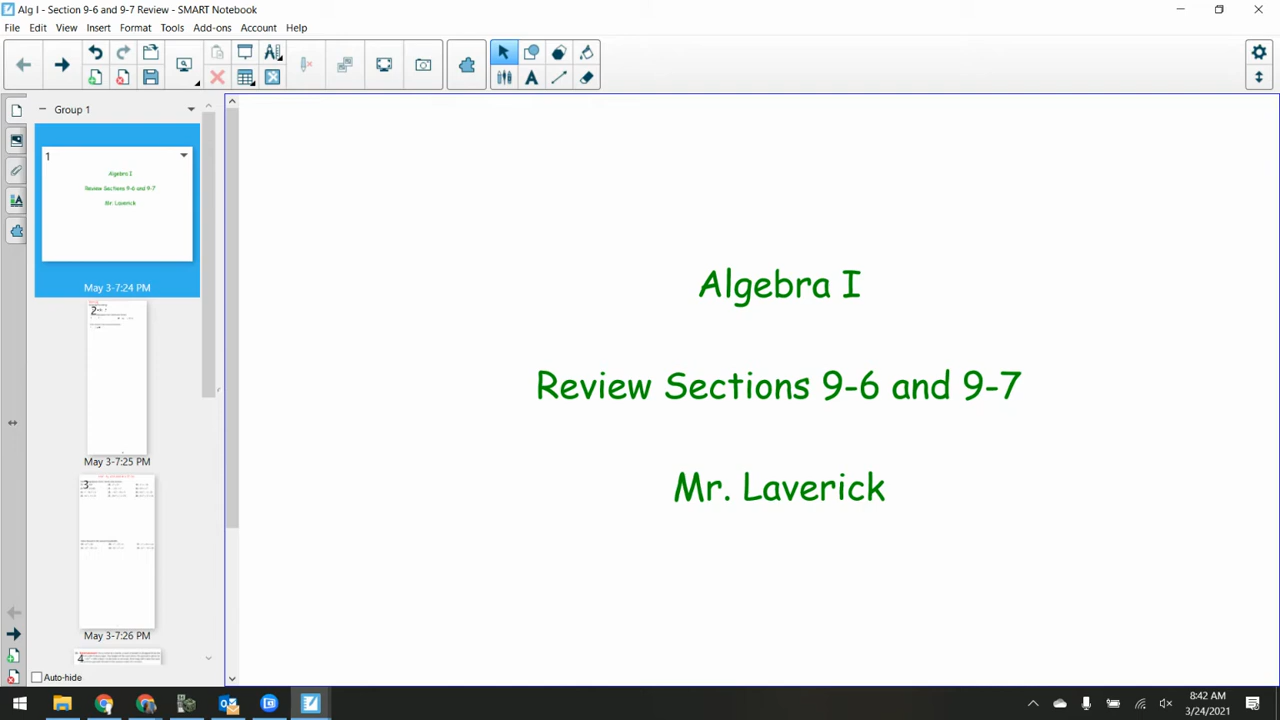 Alg I - Section 9-6 and 9-7 Review - SMART Notebook
File Edit View Insert Format Tools Add-ons Account Help
Group 1
1
Algebra I
Review Sections 9-6 and 9-7
Mr. Laverick
May 3-7:24 PM
2
May 3-7:25 PM
3
May 3-7:26 PM
4
Auto-hide
Algebra I
Review Sections 9-6 and 9-7
Mr. Laverick
8:42 AM
3/24/2021